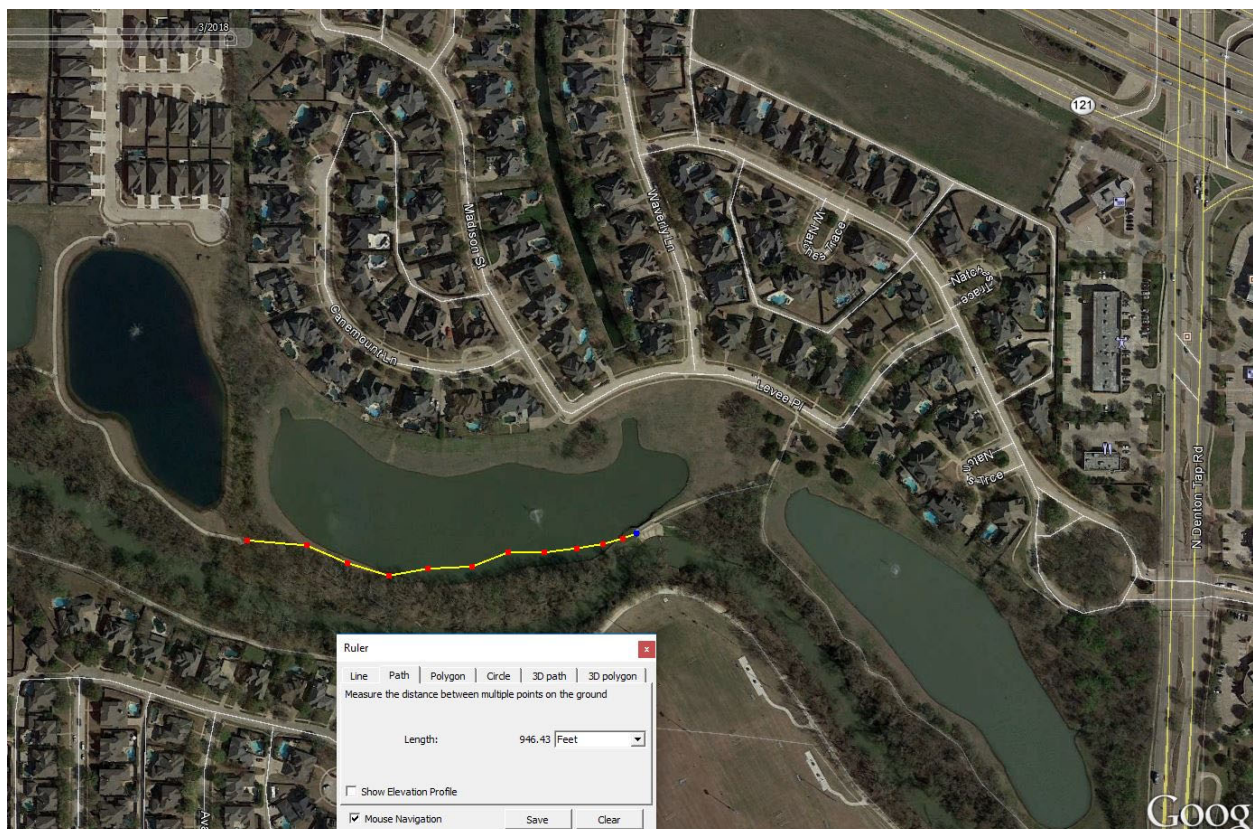 3/2018
121
Madison St
Waverly Ln
W Natches Trace
Canemount Ln
Levee Pl
N Denton Tap Rd
Ruler
x
Line Path Polygon Circle 3D path 3D polygon
Measure the distance between multiple points on the ground
Length: 946.43 Feet
Show Elevation Profile
Mouse Navigation Save Clear
Ava
Goog